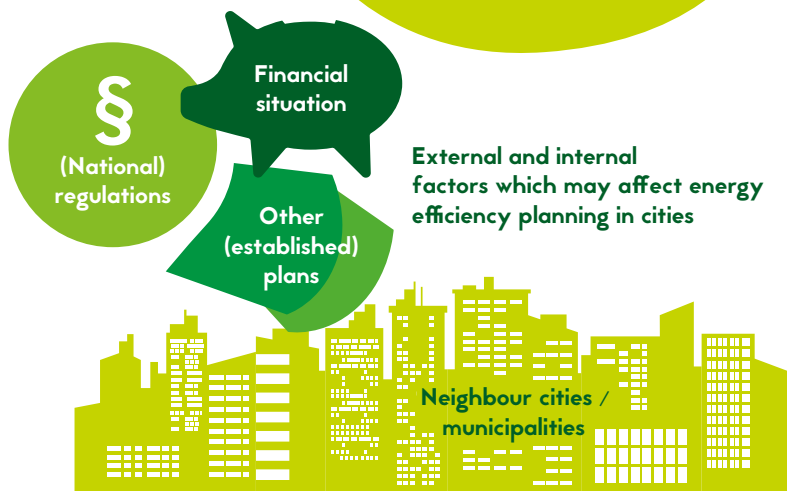 Financial
situation
§
(National)
regulations
External and internal
factors which may affect energy
efficiency planning in cities
Other
(established)
plans
Neighbour cities /
municipalities